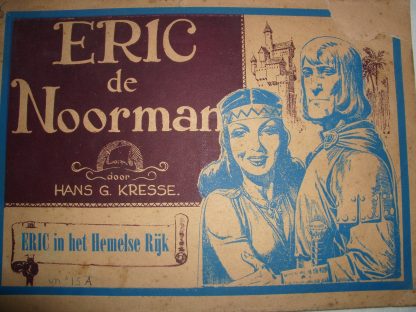 ERIC
de
Noorman
door
HANS G. KRESSE.
ERIC in het Hemelse Rijk